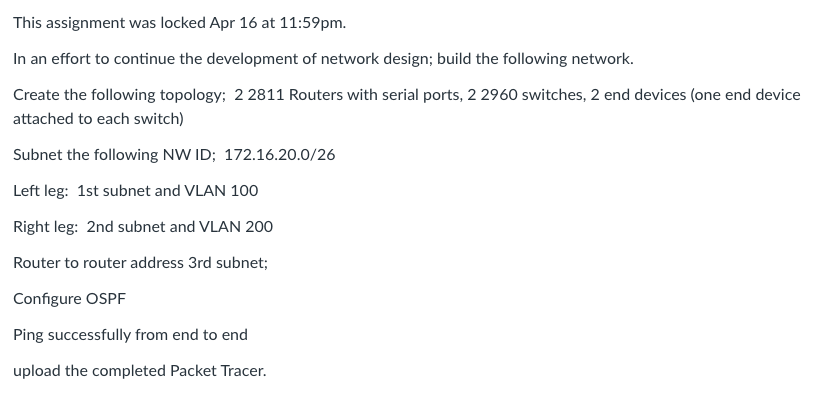 This assignment was locked Apr 16 at 11:59pm.
In an effort to continue the development of network design; build the following network.
Create the following topology;  2 2811 Routers with serial ports, 2 2960 switches, 2 end devices (one end device
attached to each switch)
Subnet the following NW ID;  172.16.20.0/26
Left leg:  1st subnet and VLAN 100
Right leg:  2nd subnet and VLAN 200
Router to router address 3rd subnet;
Configure OSPF
Ping successfully from end to end
upload the completed Packet Tracer.